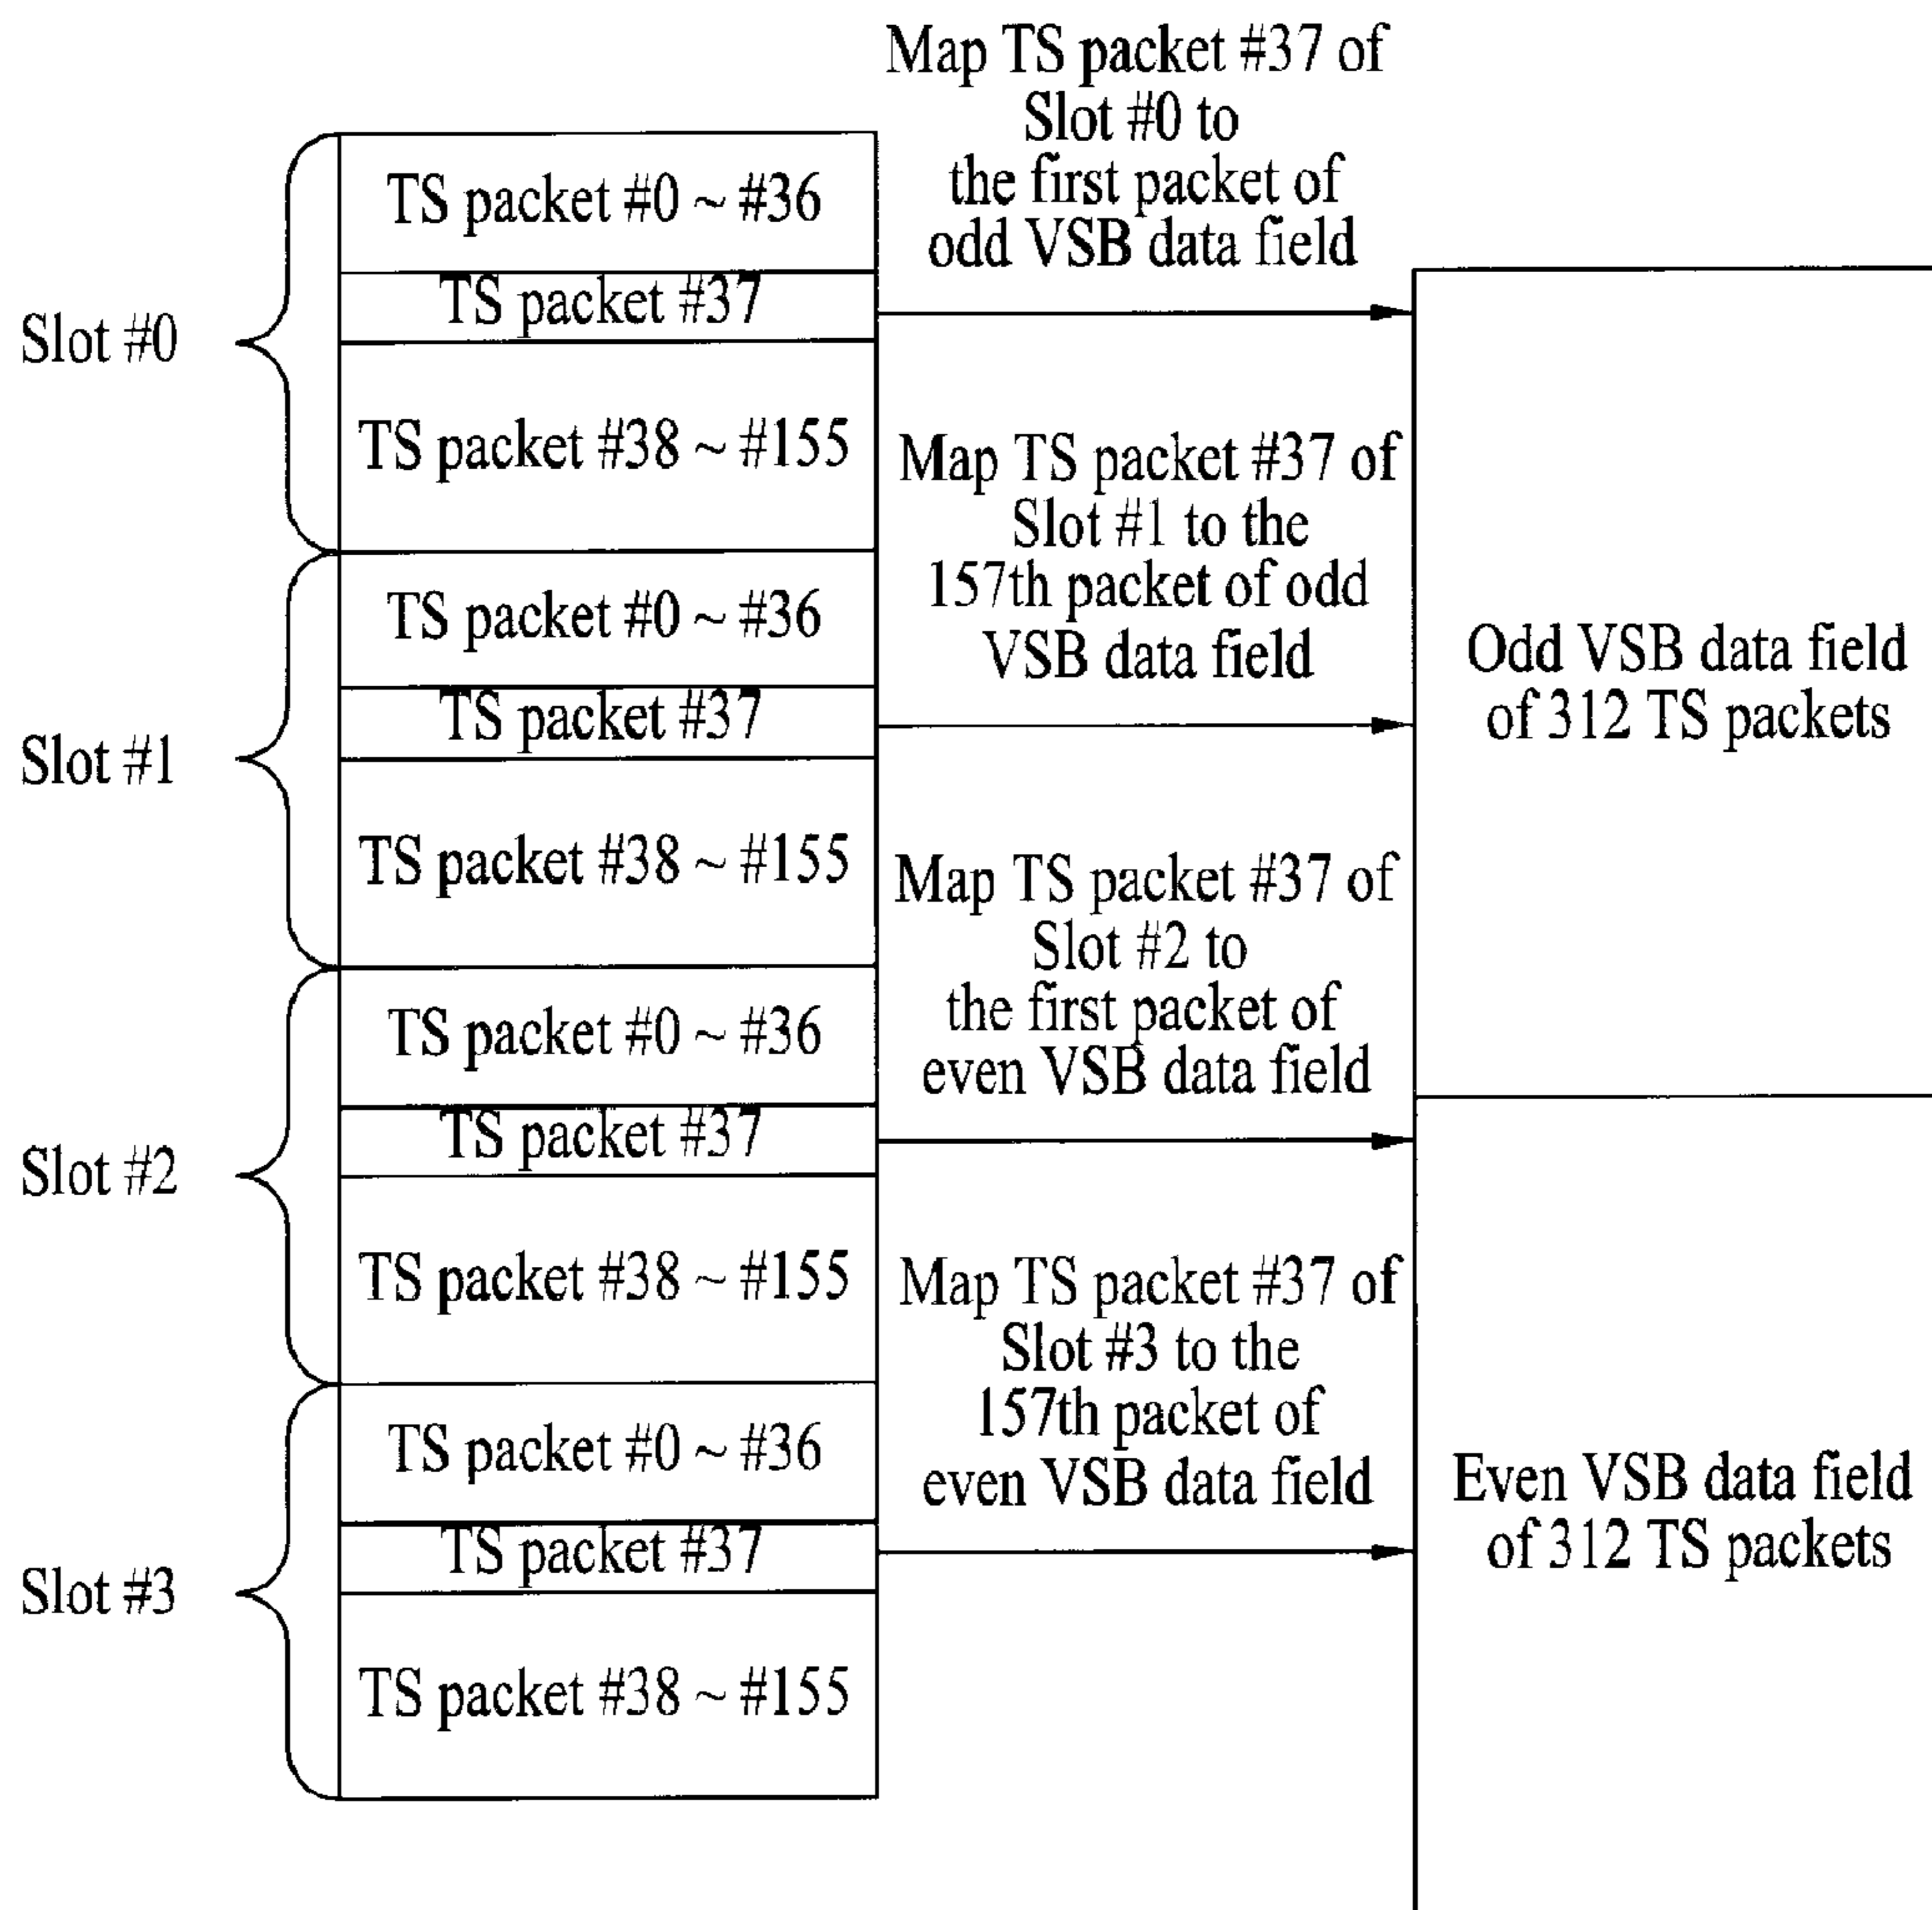 Map TS packet #37 of
Slot #0 to
the first packet of
odd VSB data field
TS packet #0 ~ #36
TS packet #37
Slot #0
TS packet #38 ~ #155
Map TS packet #37 of
Slot #1 to the
157th packet of odd
VSB data field
TS packet #0 ~ #36
Odd VSB data field
of 312 TS packets
TS packet #37
Slot #1
TS packet #38 ~ #155
Map TS packet #37 of
Slot #2 to
the first packet of
even VSB data field
TS packet #0 ~ #36
TS packet #37
Slot #2
TS packet #38 ~ #155
Map TS packet #37 of
Slot #3 to the
157th packet of
even VSB data field
TS packet #0 ~ #36
Even VSB data field
of 312 TS packets
TS packet #37
Slot #3
TS packet #38 ~ #155